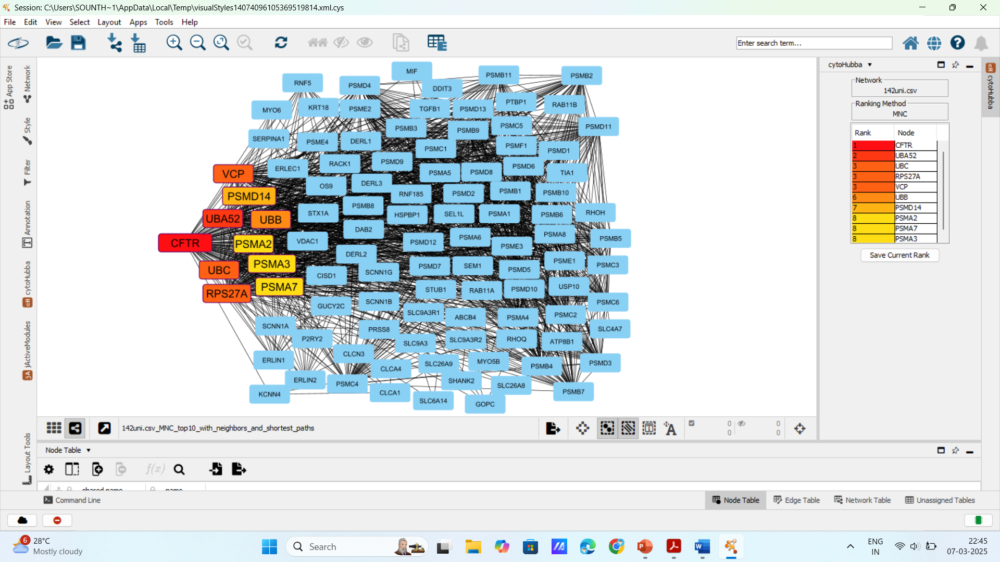 Session: C:\Users\SOUNTH~1\AppData\Local\Temp\visualStyles14074096105369519814.xml.cys
File Edit View Select Layout Apps Tools Help
Enter search term...
App Store
Network
Style
Filter
Annotation
cytoHubba
jActiveModules
Layout Tools
MIF
RNF5 PSMD4 DDIT3 PSMB11 PSMB2
MYO6 KRT18 PSME2 TGFB1 PSMD13 PTBP1 RAB11B
PSMB3 PSMB9 PSMC5 PSMD11
SERPINA1 PSME4 DERL1 PSMC1 PSMF1 PSMD1
VCP ERLEC1 RACK1 PSMD9 PSMA5 PSMD8 PSMD6 TIA1
PSMD14 OS9 DERL3 RNF185 PSMD2 PSMB1 PSMB10
UBA52 UBB STX1A PSMB8 HSPBP1 SEL1L PSMA1 PSMB6 RHOH
CFTR PSMA2 VDAC1 DAB2 PSMD12 PSMA6 PSME3 PSMA8 PSMB5
UBC PSMA3 CISD1 DERL2 SCNN1G PSMD7 SEM1 PSMD5 PSME1 PSMC3
RPS27A PSMA7 GUCY2C SCNN1B STUB1 RAB11A PSMD10 USP10 PSMC6
SCNN1A P2RY2 PRSS8 SLC9A3R1 ABCB4 PSMA4 PSMC2 SLC4A7
ERLIN1 CLCN3 SLC9A3 SLC9A3R2 RHOQ ATP8B1
CLCA4 SLC26A9 MYO5B PSMB4 PSMD3
KCNN4 ERLIN2 PSMC4 CLCA1 SHANK2 SLC26A8 PSMB7
SLC6A14 GOPC
cytoHubba
cH cytoHubba
Network
142uni.csv
Ranking Method
MNC
Rank Node
1 CFTR
2 UBA52
3 UBC
3 RPS27A
3 VCP
6 UBB
7 PSMD14
8 PSMA2
8 PSMA7
8 PSMA3
Save Current Rank
142uni.csv_MNC_top10_with_neighbors_and_shortest_paths
0 0
0 0
Node Table
f(x)
shared name name
Command Line
Node Table Edge Table Network Table Unassigned Tables
6 28°C
Mostly cloudy
Search
ENG
IN
22:45
07-03-2025